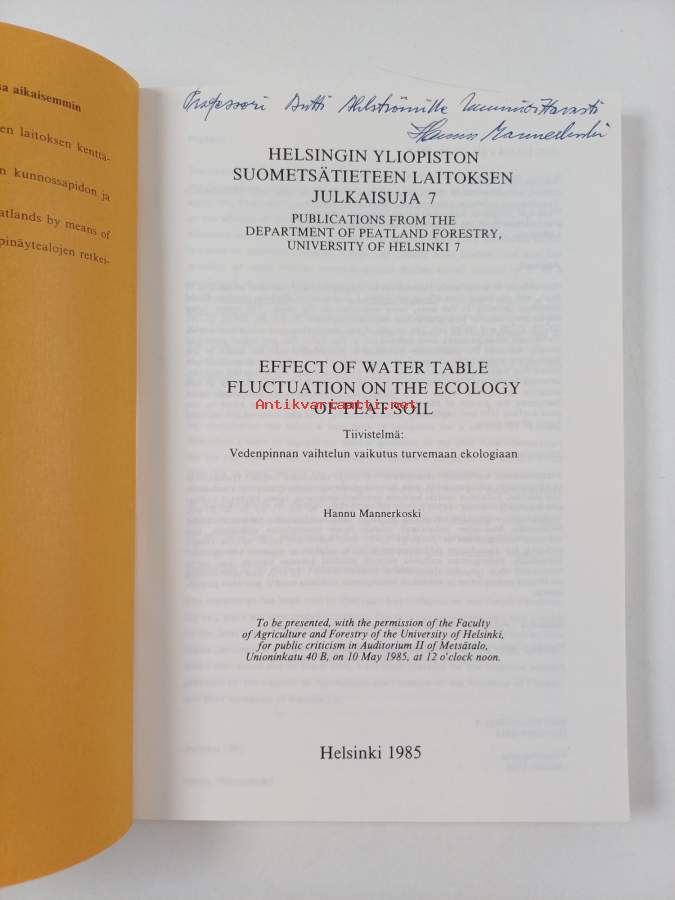 sa aikaisemmin
en laitoksen kenttä-
n kunnossapidon ja
atlands by means of
pinäytealojen retkei-
Professori Antti Ahlströmille kunnioittavasti
Hannu Mannerkoski
HELSINGIN YLIOPISTON
SUOMETSÄTIETEEN LAITOKSEN
JULKAISUJA 7
PUBLICATIONS FROM THE
DEPARTMENT OF PEATLAND FORESTRY,
UNIVERSITY OF HELSINKI 7
EFFECT OF WATER TABLE
FLUCTUATION ON THE ECOLOGY
Antikvariaatti.net
OF PEAT SOIL
Tiivistelmä:
Vedenpinnan vaihtelun vaikutus turvemaan ekologiaan
Hannu Mannerkoski
To be presented, with the permission of the Faculty
of Agriculture and Forestry of the University of Helsinki,
for public criticism in Auditorium II of Metsätalo,
Unioninkatu 40 B, on 10 May 1985, at 12 o'clock noon.
Helsinki 1985